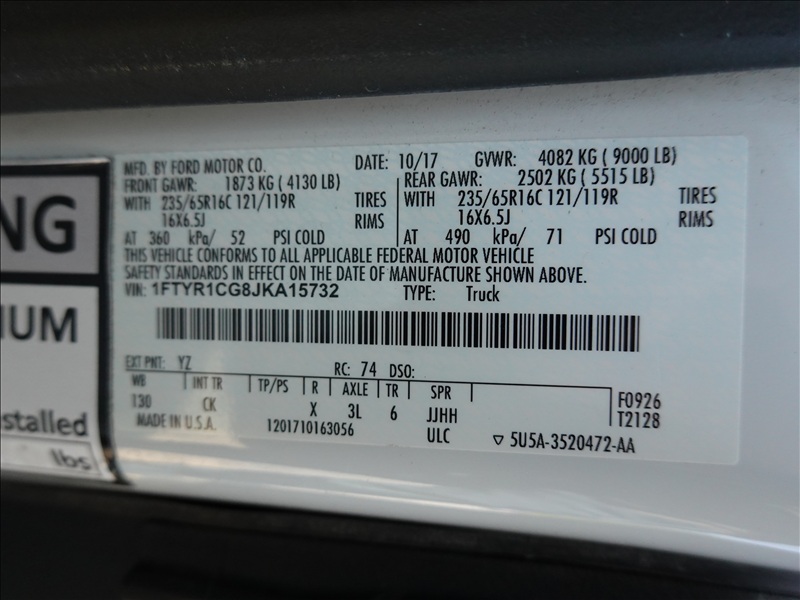 NG
UM
stalled
lbs
MFD. BY FORD MOTOR CO. DATE: 10/17 GVWR: 4082 KG ( 9000 LB)
FRONT GAWR: 1873 KG ( 4130 LB) REAR GAWR: 2502 KG ( 5515 LB)
WITH 235/65R16C 121/119R TIRES WITH 235/65R16C 121/119R TIRES
16X6.5J RIMS 16X6.5J RIMS
AT 360 kPa/ 52 PSI COLD AT 490 kPa/ 71 PSI COLD
THIS VEHICLE CONFORMS TO ALL APPLICABLE FEDERAL MOTOR VEHICLE
SAFETY STANDARDS IN EFFECT ON THE DATE OF MANUFACTURE SHOWN ABOVE.
VIN: 1FTYR1CG8JKA15732 TYPE: Truck
EXT PNT: YZ RC: 74 DSO:
WB INT TR TP/PS R AXLE TR SPR F0926
130 CK X 3L 6 JJHH T2128
MADE IN U.S.A. 1201710163056 ULC ▽ 5U5A-3520472-AA